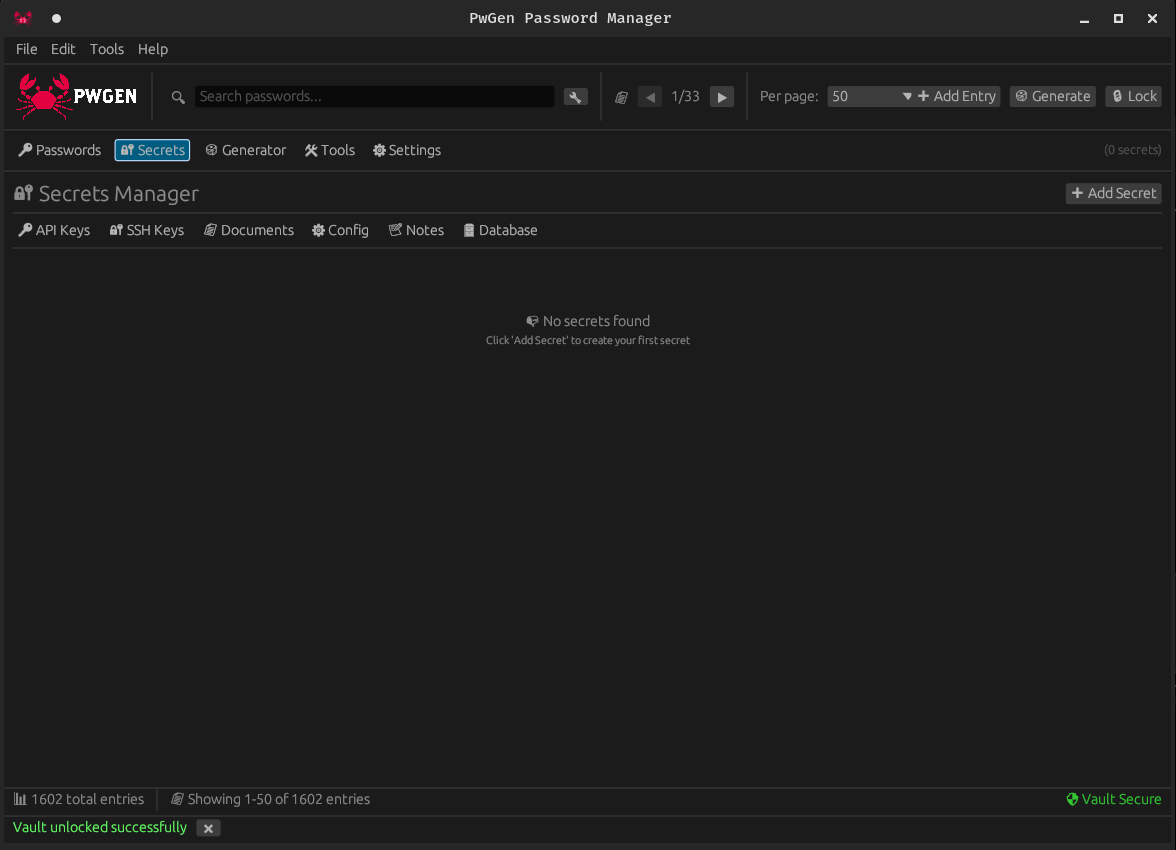 PwGen Password Manager
File Edit Tools Help
PWGEN Search passwords... 1/33 Per page: 50 Add Entry Generate Lock
Passwords Secrets Generator Tools Settings (0 secrets)
Secrets Manager Add Secret
API Keys SSH Keys Documents Config Notes Database
No secrets found
Click 'Add Secret' to create your first secret
1602 total entries Showing 1-50 of 1602 entries Vault Secure
Vault unlocked successfully